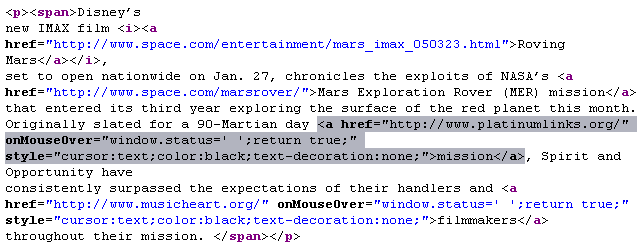 <p><span>Disney's
new IMAX film <i><a
href="http://www.space.com/entertainment/mars_imax_050323.html">Roving
Mars</a></i>,
set to open nationwide on Jan. 27, chronicles the exploits of NASA's <a
href="http://www.space.com/marsrover/">Mars Exploration Rover (MER) mission</a>
that entered its third year exploring the surface of the red planet this month.
Originally slated for a 90-Martian day <a href="http://www.platinumlinks.org/"
onMouseOver="window.status=' ';return true;"
style="cursor:text;color:black;text-decoration:none;">mission</a>, Spirit and
Opportunity have
consistently surpassed the expectations of their handlers and <a
href="http://www.musicheart.org/" onMouseOver="window.status=' ';return true;"
style="cursor:text;color:black;text-decoration:none;">filmmakers</a>
throughout their mission. </span></p>